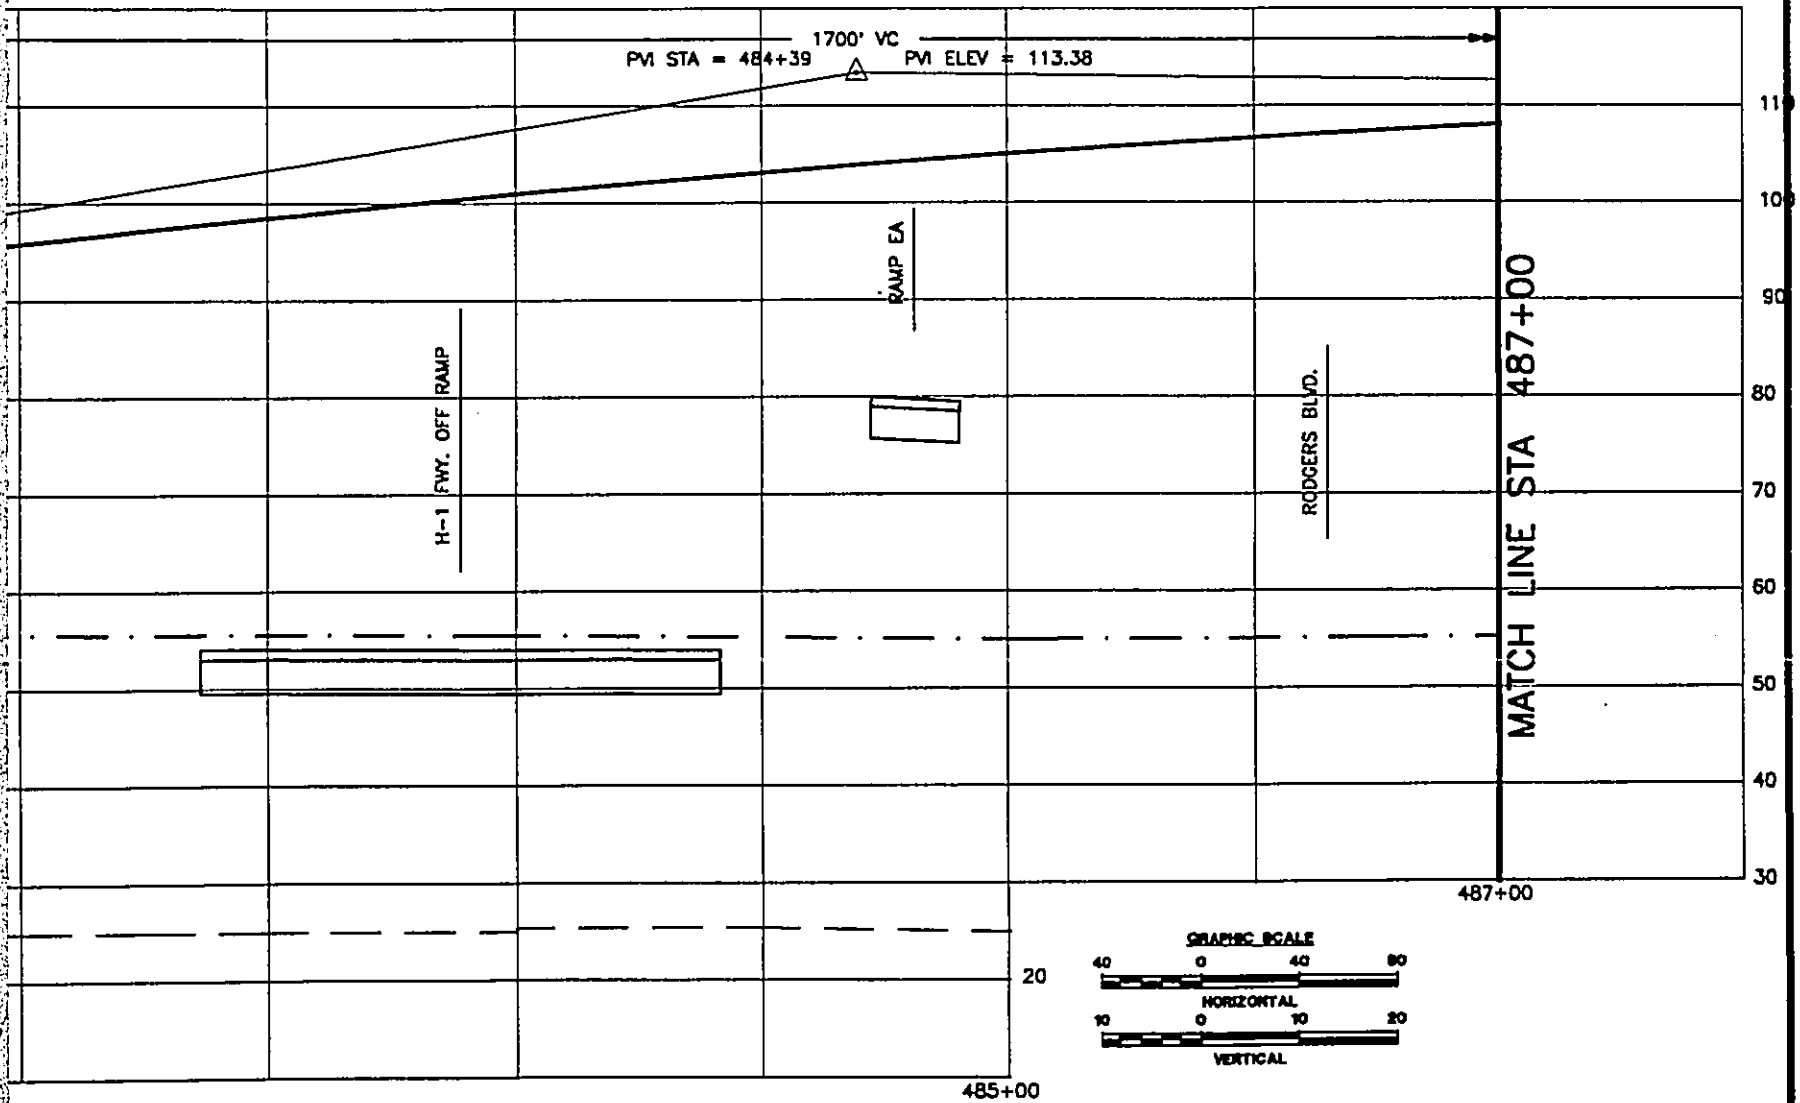 1700' VC
PVI STA = 484+39 PVI ELEV = 113.38
110
100
90
80
70
60
50
40
30
20
RAMP EA
H-1 FWY. OFF RAMP
RODGERS BLVD.
MATCH LINE STA 487+00
487+00
485+00
GRAPHIC SCALE
40 0 40 80
HORIZONTAL
10 0 10 20
VERTICAL